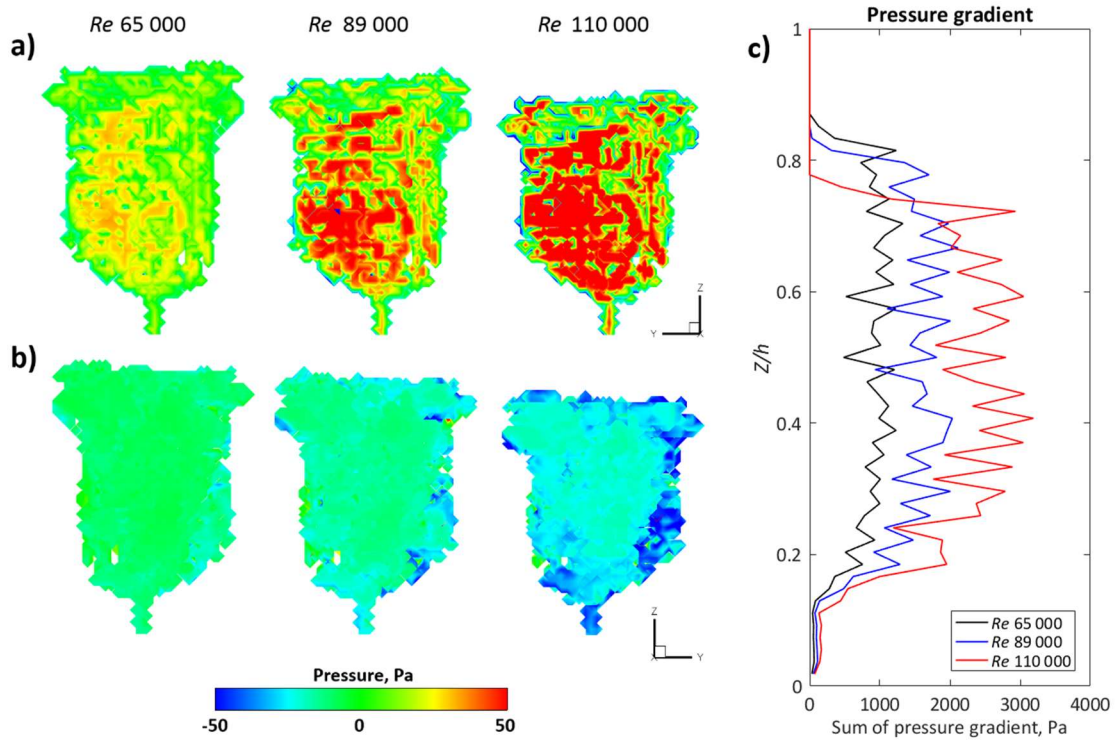 Re 65 000
Re 89 000
Re 110 000
a)
Z
Y
X
b)
Z
X
Y
Pressure, Pa
-50
0
50
c)
Pressure gradient
1
0.8
0.6
0.4
0.2
0
Z/h
Re 65 000
Re 89 000
Re 110 000
0
1000
2000
3000
4000
Sum of pressure gradient, Pa